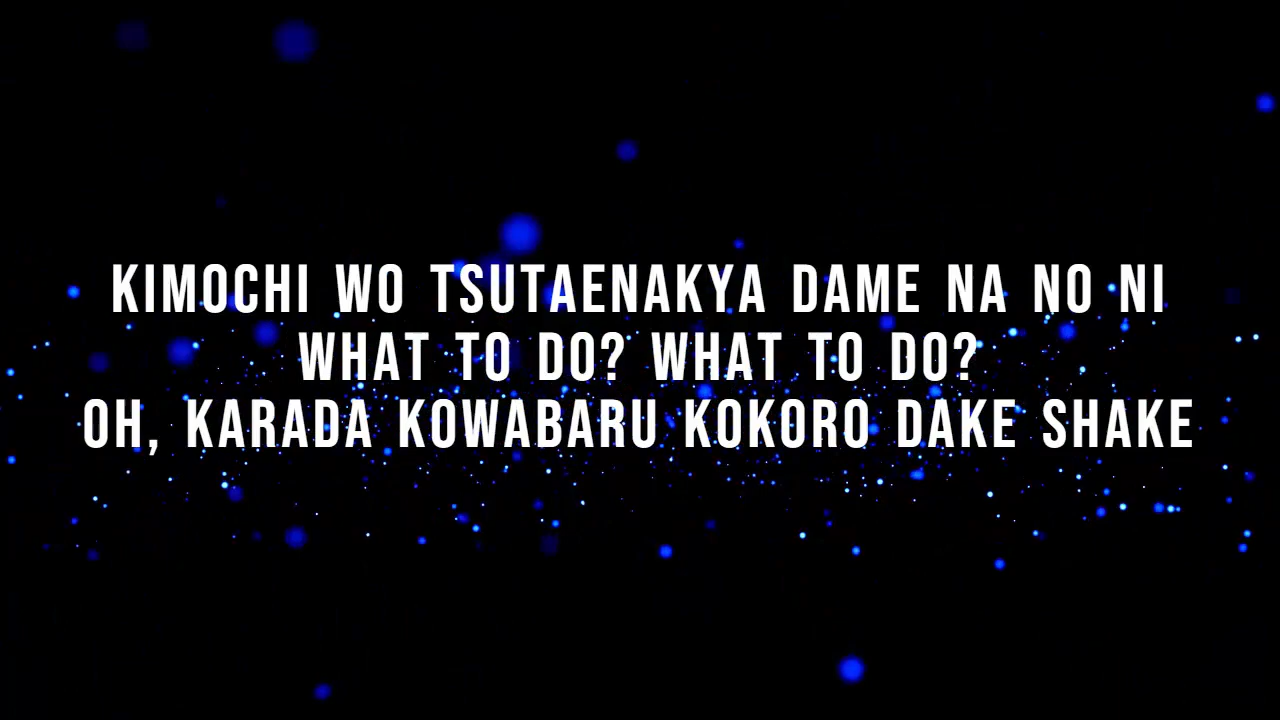 KIMOCHI WO TSUTAENAKYA DAME NA NO NI
WHAT TO DO? WHAT TO DO?
OH, KARADA KOWABARU KOKORO DAKE SHAKE